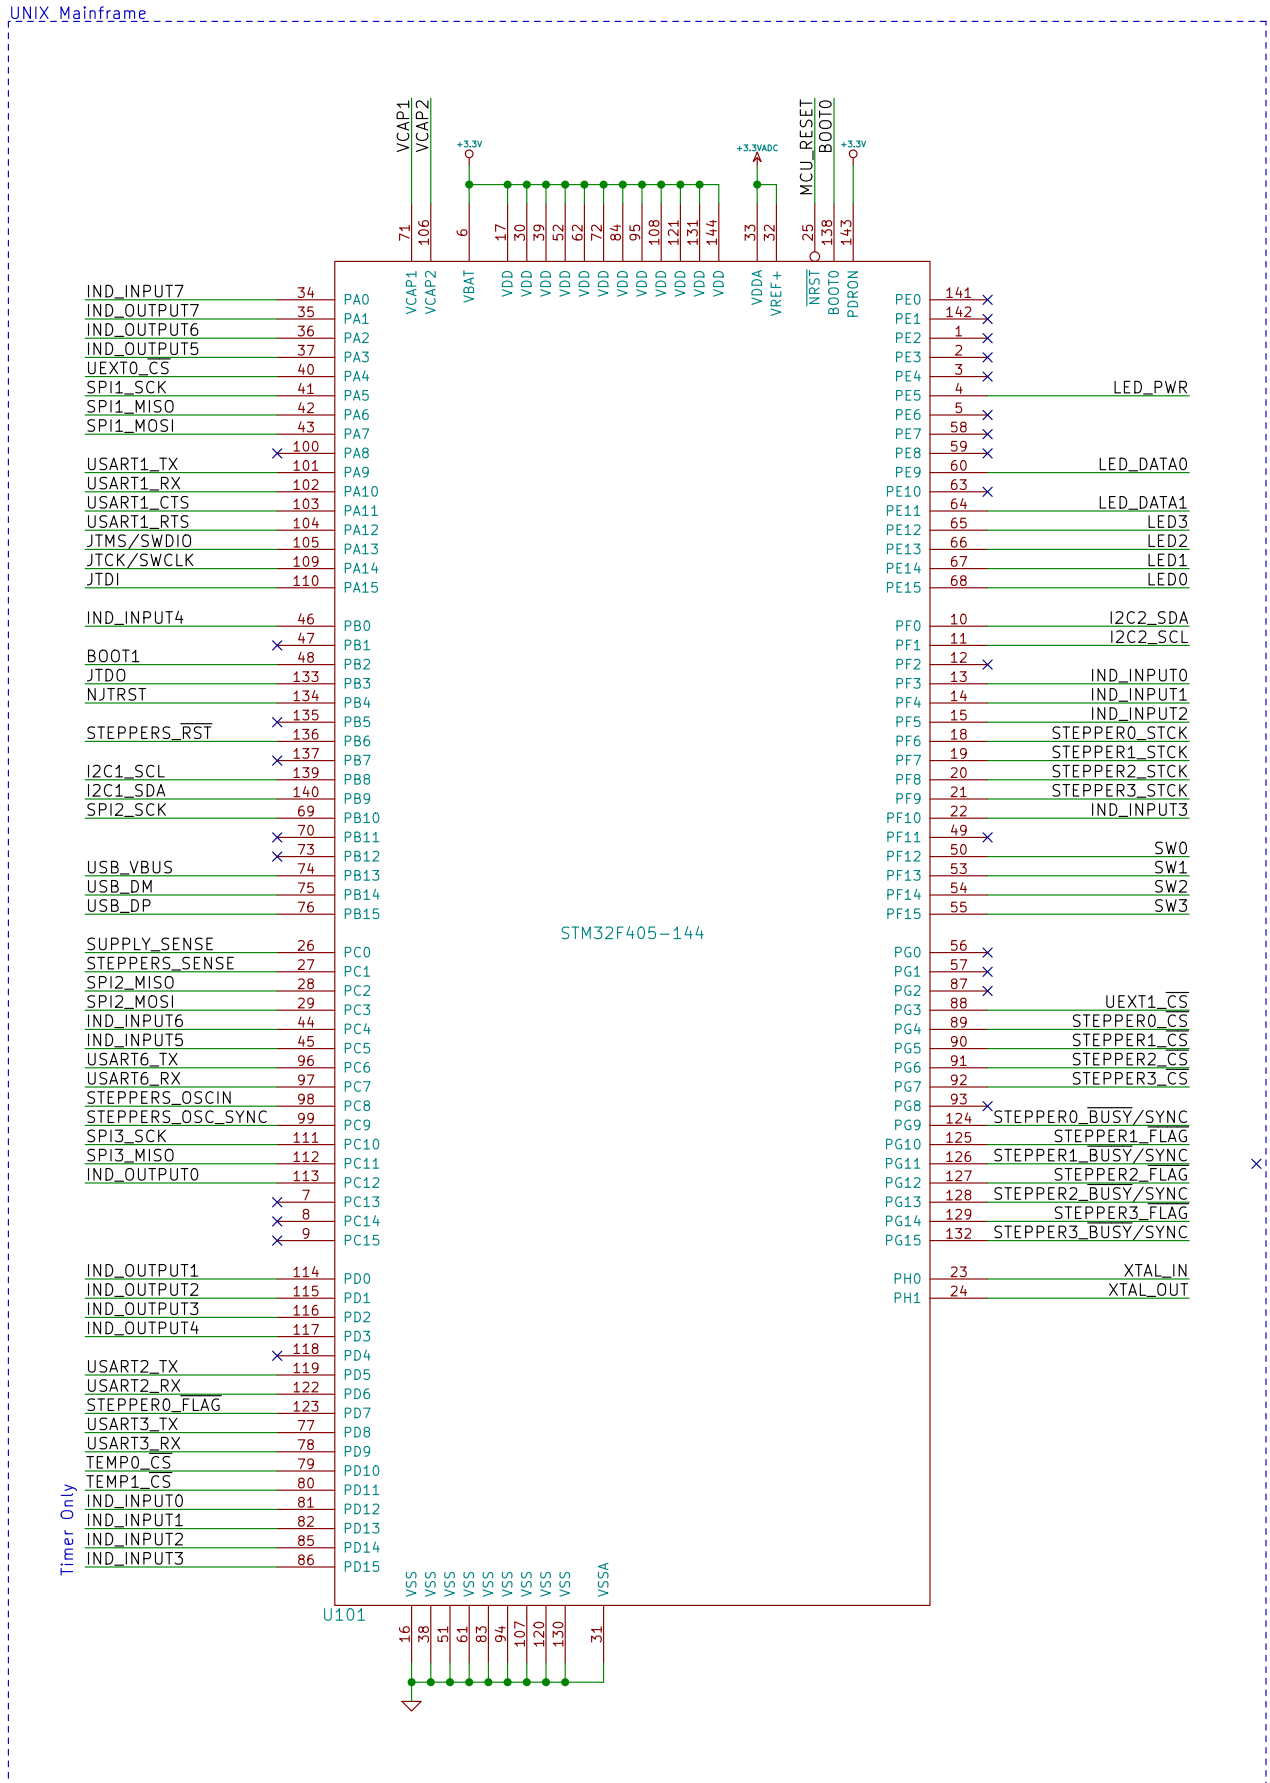 UNIX Mainframe
VCAP1
VCAP2
+3.3V
+3.3VADC
MCU_RESET
BOOT0
+3.3V
71 106 6 17 30 39 52 62 72 84 95 108 121 131 144 33 32 25 138 143
VCAP1 VCAP2 VBAT VDD VDD VDD VDD VDD VDD VDD VDD VDD VDD VDD VDD VDDA VREF+ NRST BOOT0 PDRON
IND_INPUT7 34 PA0
IND_OUTPUT7 35 PA1
IND_OUTPUT6 36 PA2
IND_OUTPUT5 37 PA3
UEXT0_CS 40 PA4
SPI1_SCK 41 PA5
SPI1_MISO 42 PA6
SPI1_MOSI 43 PA7
100 PA8
USART1_TX 101 PA9
USART1_RX 102 PA10
USART1_CTS 103 PA11
USART1_RTS 104 PA12
JTMS/SWDIO 105 PA13
JTCK/SWCLK 109 PA14
JTDI 110 PA15
IND_INPUT4 46 PB0
47 PB1
BOOT1 48 PB2
JTDO 133 PB3
NJTRST 134 PB4
135 PB5
STEPPERS_RST 136 PB6
137 PB7
I2C1_SCL 139 PB8
I2C1_SDA 140 PB9
SPI2_SCK 69 PB10
70 PB11
73 PB12
USB_VBUS 74 PB13
USB_DM 75 PB14
USB_DP 76 PB15
SUPPLY_SENSE 26 PC0
STEPPERS_SENSE 27 PC1
SPI2_MISO 28 PC2
SPI2_MOSI 29 PC3
IND_INPUT6 44 PC4
IND_INPUT5 45 PC5
USART6_TX 96 PC6
USART6_RX 97 PC7
STEPPERS_OSCIN 98 PC8
STEPPERS_OSC_SYNC 99 PC9
SPI3_SCK 111 PC10
SPI3_MISO 112 PC11
IND_OUTPUT0 113 PC12
7 PC13
8 PC14
9 PC15
IND_OUTPUT1 114 PD0
IND_OUTPUT2 115 PD1
IND_OUTPUT3 116 PD2
IND_OUTPUT4 117 PD3
118 PD4
USART2_TX 119 PD5
USART2_RX 122 PD6
STEPPER0_FLAG 123 PD7
USART3_TX 77 PD8
USART3_RX 78 PD9
TEMP0_CS 79 PD10
TEMP1_CS 80 PD11
Timer Only
IND_INPUT0 81 PD12
IND_INPUT1 82 PD13
IND_INPUT2 85 PD14
IND_INPUT3 86 PD15
STM32F405-144
PE0 141
PE1 142
PE2 1
PE3 2
PE4 3
PE5 4 LED_PWR
PE6 5
PE7 58
PE8 59
PE9 60 LED_DATA0
PE10 63
PE11 64 LED_DATA1
PE12 65 LED3
PE13 66 LED2
PE14 67 LED1
PE15 68 LED0
PF0 10 I2C2_SDA
PF1 11 I2C2_SCL
PF2 12
PF3 13 IND_INPUT0
PF4 14 IND_INPUT1
PF5 15 IND_INPUT2
PF6 18 STEPPER0_STCK
PF7 19 STEPPER1_STCK
PF8 20 STEPPER2_STCK
PF9 21 STEPPER3_STCK
PF10 22 IND_INPUT3
PF11 49
PF12 50 SW0
PF13 53 SW1
PF14 54 SW2
PF15 55 SW3
PG0 56
PG1 57
PG2 87
PG3 88 UEXT1_CS
PG4 89 STEPPER0_CS
PG5 90 STEPPER1_CS
PG6 91 STEPPER2_CS
PG7 92 STEPPER3_CS
PG8 93
PG9 124 STEPPER0_BUSY/SYNC
PG10 125 STEPPER1_FLAG
PG11 126 STEPPER1_BUSY/SYNC
PG12 127 STEPPER2_FLAG
PG13 128 STEPPER2_BUSY/SYNC
PG14 129 STEPPER3_FLAG
PG15 132 STEPPER3_BUSY/SYNC
PH0 23 XTAL_IN
PH1 24 XTAL_OUT
VSS VSS VSS VSS VSS VSS VSS VSS VSS VSSA
U101
16 38 51 61 83 94 107 120 130 31